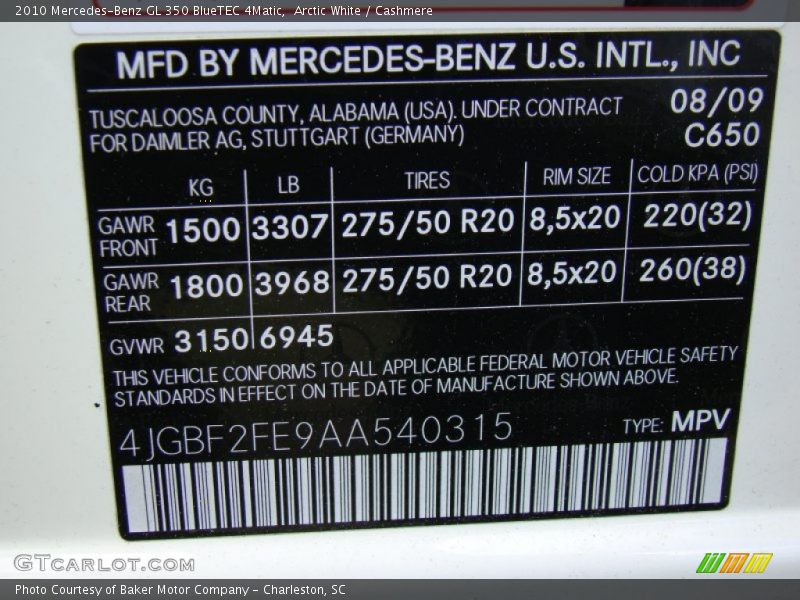 2010 Mercedes-Benz GL 350 BlueTEC 4Matic, Arctic White / Cashmere
MFD BY MERCEDES-BENZ U.S. INTL., INC
TUSCALOOSA COUNTY, ALABAMA (USA). UNDER CONTRACT 08/09
FOR DAIMLER AG, STUTTGART (GERMANY) C650
KG LB TIRES RIM SIZE COLD KPA (PSI)
GAWR FRONT 1500 3307 275/50 R20 8,5x20 220(32)
GAWR REAR 1800 3968 275/50 R20 8,5x20 260(38)
GVWR 3150 6945
THIS VEHICLE CONFORMS TO ALL APPLICABLE FEDERAL MOTOR VEHICLE SAFETY
STANDARDS IN EFFECT ON THE DATE OF MANUFACTURE SHOWN ABOVE.
4JGBF2FE9AA540315 TYPE: MPV
GTCARLOT.COM
Photo Courtesy of Baker Motor Company - Charleston, SC